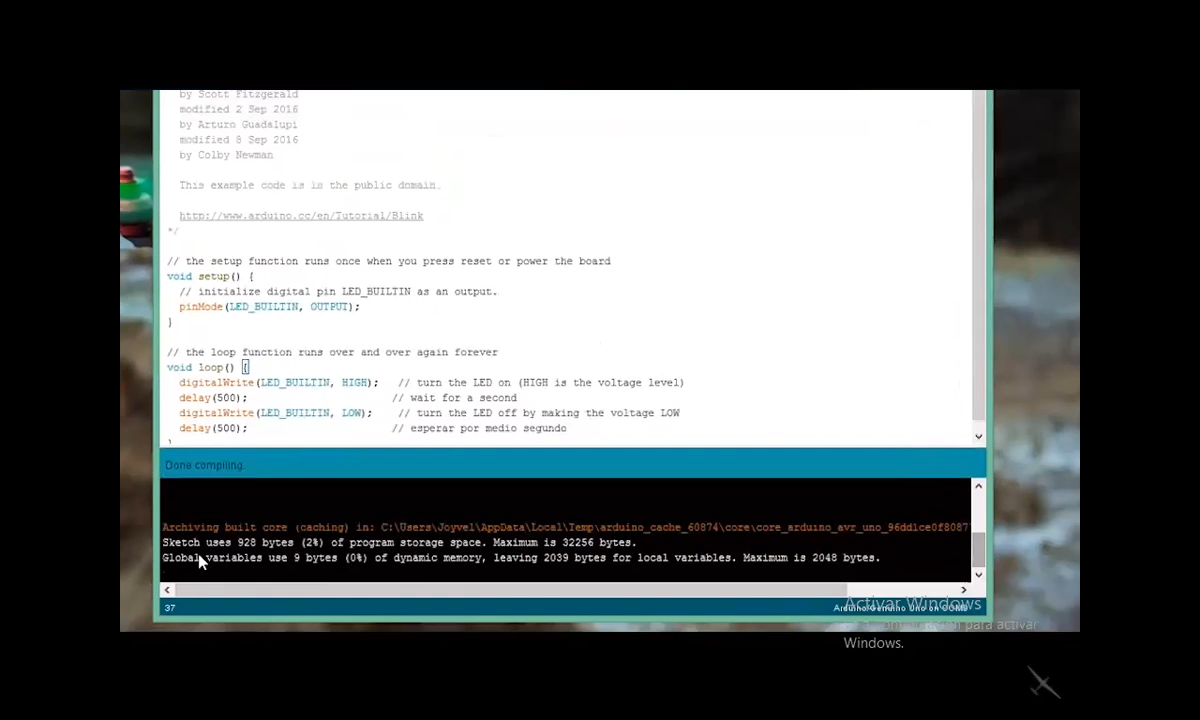 by Scott Fitzgerald
modified 2 Sep 2016
by Arturo Guadalupi
modified 8 Sep 2016
by Colby Newman
This example code is in the public domain.
http://www.arduino.cc/en/Tutorial/Blink
*/
// the setup function runs once when you press reset or power the board
void setup() {
// initialize digital pin LED_BUILTIN as an output.
pinMode(LED_BUILTIN, OUTPUT);
}
// the loop function runs over and over again forever
void loop() {
digitalWrite(LED_BUILTIN, HIGH); // turn the LED on (HIGH is the voltage level)
delay(500); // wait for a second
digitalWrite(LED_BUILTIN, LOW); // turn the LED off by making the voltage LOW
delay(500); // esperar por medio segundo
}
Done compiling.
Archiving built core (caching) in: C:\Users\Joyvel\AppData\Local\Temp\arduino_cache_60874\core\core_arduino_avr_uno_96dd1ce0f8087
Sketch uses 928 bytes (2%) of program storage space. Maximum is 32256 bytes.
Global variables use 9 bytes (0%) of dynamic memory, leaving 2039 bytes for local variables. Maximum is 2048 bytes.
37
Arduino/Genuino Uno on
Activar Windows
para activar
Windows.